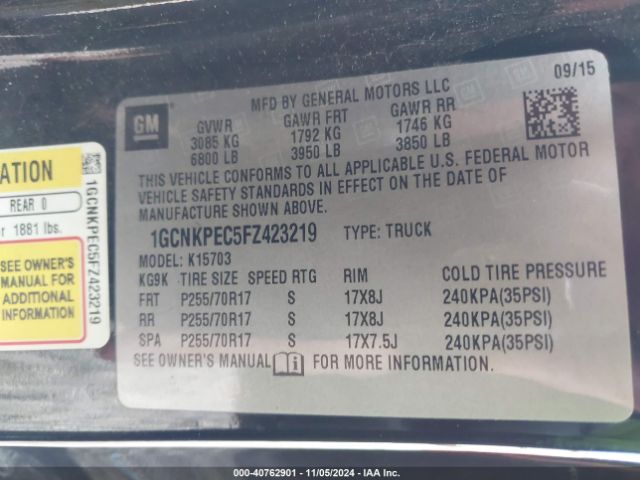 09/15
MFD BY GENERAL MOTORS LLC
GM
GVWR GAWR FRT GAWR RR
3085 KG 1792 KG 1746 KG
6800 LB 3950 LB 3850 LB
THIS VEHICLE CONFORMS TO ALL APPLICABLE U.S. FEDERAL MOTOR
VEHICLE SAFETY STANDARDS IN EFFECT ON THE DATE OF
MANUFACTURE SHOWN ABOVE.
1GCNKPEC5FZ423219 TYPE: TRUCK
MODEL: K15703
KG9K TIRE SIZE SPEED RTG RIM COLD TIRE PRESSURE
FRT P255/70R17 S 17X8J 240KPA(35PSI)
RR P255/70R17 S 17X8J 240KPA(35PSI)
SPA P255/70R17 S 17X7.5J 240KPA(35PSI)
SEE OWNER'S MANUAL FOR MORE INFORMATION.
ATION
REAR 0
or 1881 lbs.
SEE OWNER'S
MANUAL FOR
ADDITIONAL
INFORMATION
1GCNKPEC5FZ423219
000-40762901 - 11/05/2024 - IAA Inc.